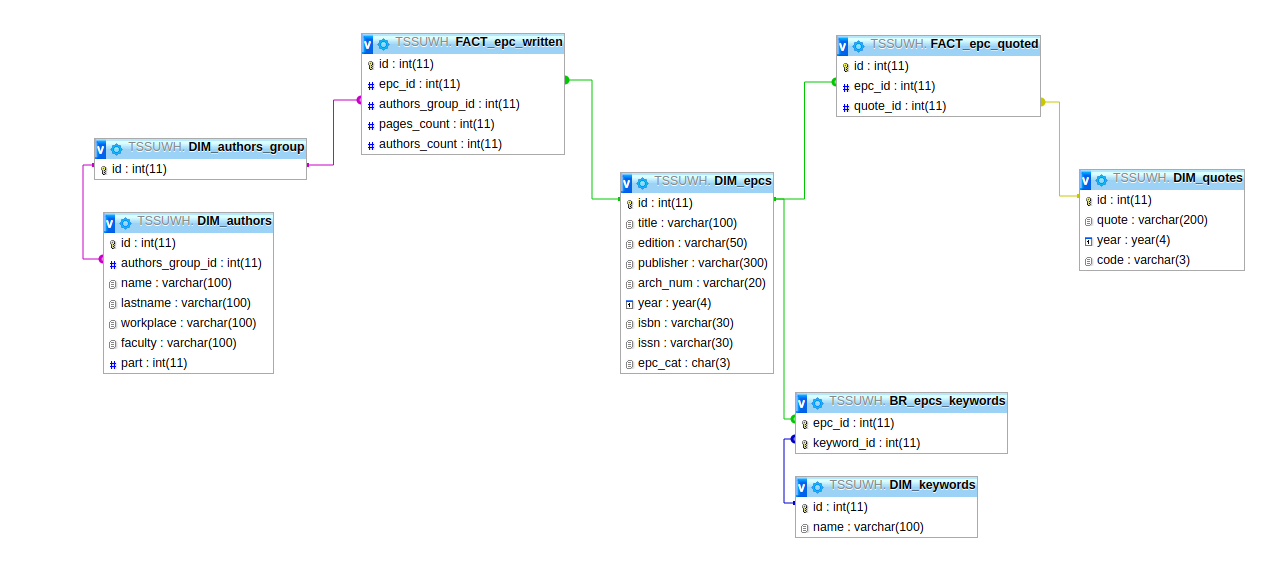 TSSUWH. FACT_epc_written
id : int(11)
epc_id : int(11)
authors_group_id : int(11)
pages_count : int(11)
authors_count : int(11)
TSSUWH. FACT_epc_quoted
id : int(11)
epc_id : int(11)
quote_id : int(11)
TSSUWH. DIM_authors_group
id : int(11)
TSSUWH. DIM_authors
id : int(11)
authors_group_id : int(11)
name : varchar(100)
lastname : varchar(100)
workplace : varchar(100)
faculty : varchar(100)
part : int(11)
TSSUWH. DIM_epcs
id : int(11)
title : varchar(100)
edition : varchar(50)
publisher : varchar(300)
arch_num : varchar(20)
year : year(4)
isbn : varchar(30)
issn : varchar(30)
epc_cat : char(3)
TSSUWH. DIM_quotes
id : int(11)
quote : varchar(200)
year : year(4)
code : varchar(3)
TSSUWH. BR_epcs_keywords
epc_id : int(11)
keyword_id : int(11)
TSSUWH. DIM_keywords
id : int(11)
name : varchar(100)